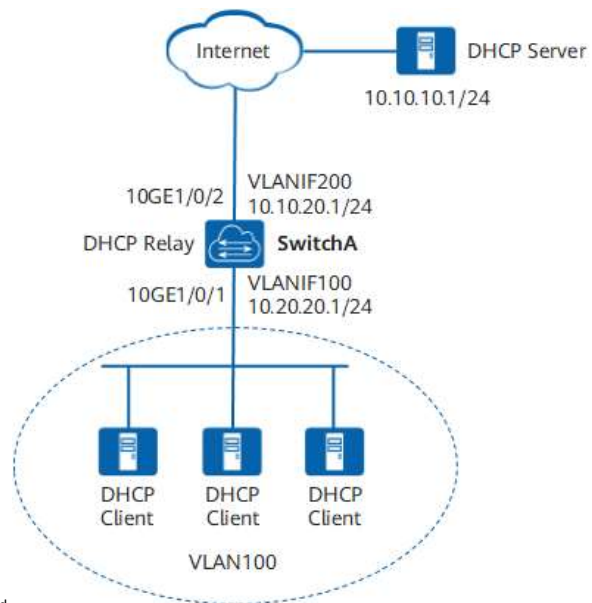 Internet
DHCP Server
10.10.10.1/24
10GE1/0/2
VLANIF200
10.10.20.1/24
DHCP Relay
SwitchA
10GE1/0/1
VLANIF100
10.20.20.1/24
DHCP
Client
DHCP
Client
DHCP
Client
VLAN100